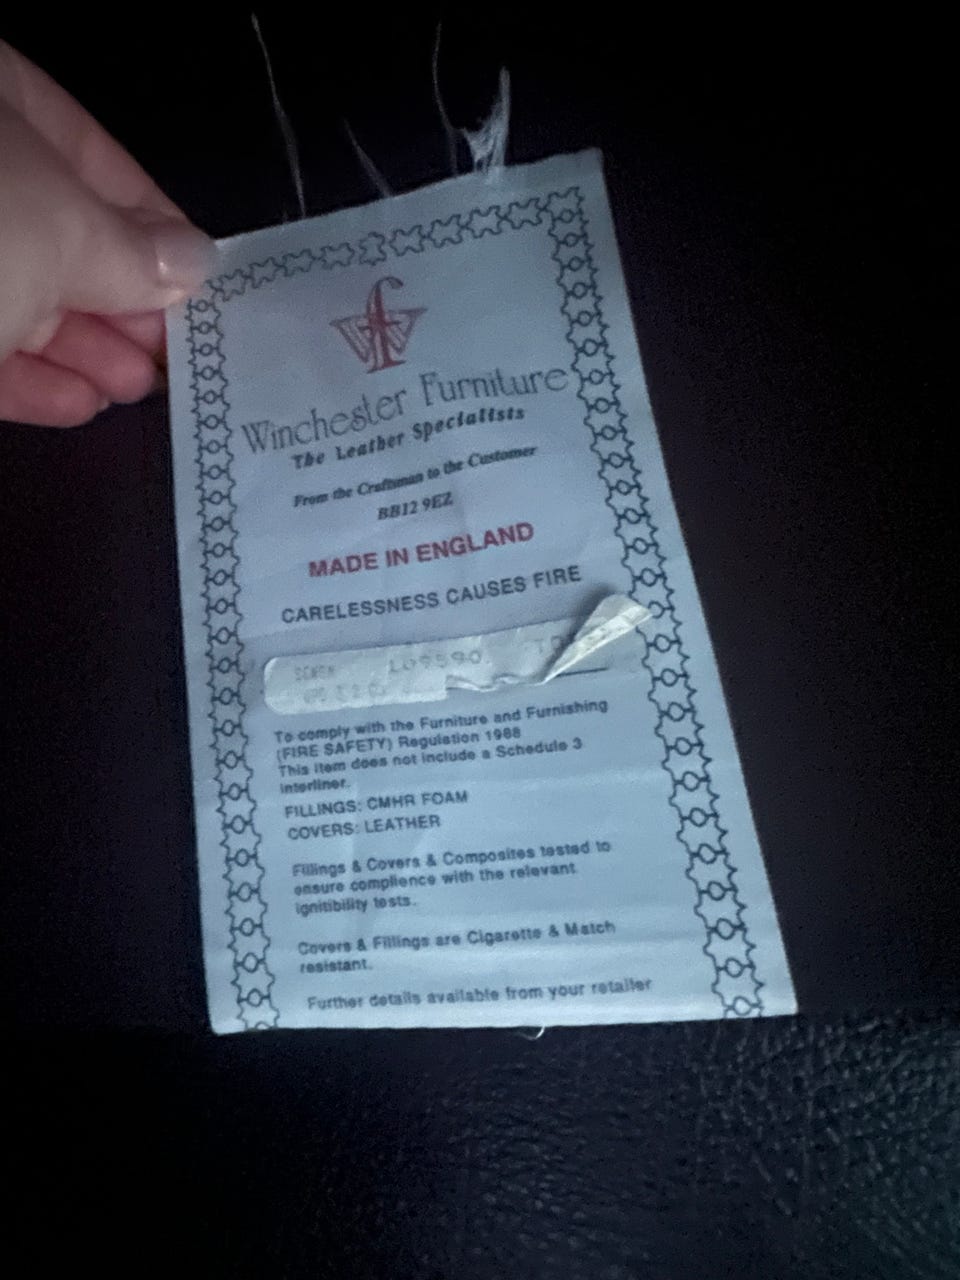 Winchester Furniture
The Leather Specialists
From the Craftsman to the Customer
BB12 9EZ
MADE IN ENGLAND
CARELESSNESS CAUSES FIRE
L09590
To comply with the Furniture and Furnishing
(FIRE SAFETY) Regulation 1988
This item does not include a Schedule 3
interliner.
FILLINGS: CMHR FOAM
COVERS: LEATHER
Fillings & Covers & Composites tested to
ensure complience with the relevant
ignitibility tests.
Covers & Fillings are Cigarette & Match
resistant.
Further details available from your retailer